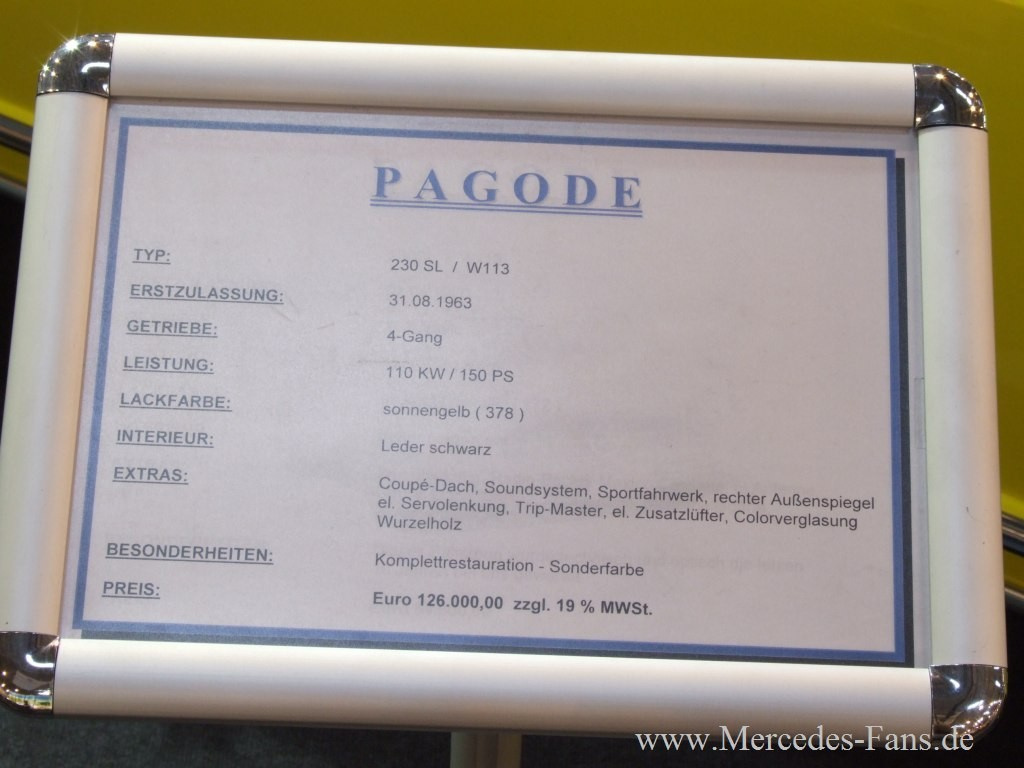 PAGODE
TYP: 230 SL / W113
ERSTZULASSUNG: 31.08.1963
GETRIEBE: 4-Gang
LEISTUNG: 110 KW / 150 PS
LACKFARBE: sonnengelb ( 378 )
INTERIEUR: Leder schwarz
EXTRAS: Coupé-Dach, Soundsystem, Sportfahrwerk, rechter Außenspiegel
el. Servolenkung, Trip-Master, el. Zusatzlüfter, Colorverglasung
Wurzelholz
BESONDERHEITEN: Komplettrestauration - Sonderfarbe
PREIS: Euro 126.000,00 zzgl. 19 % MWSt.
www.Mercedes-Fans.de